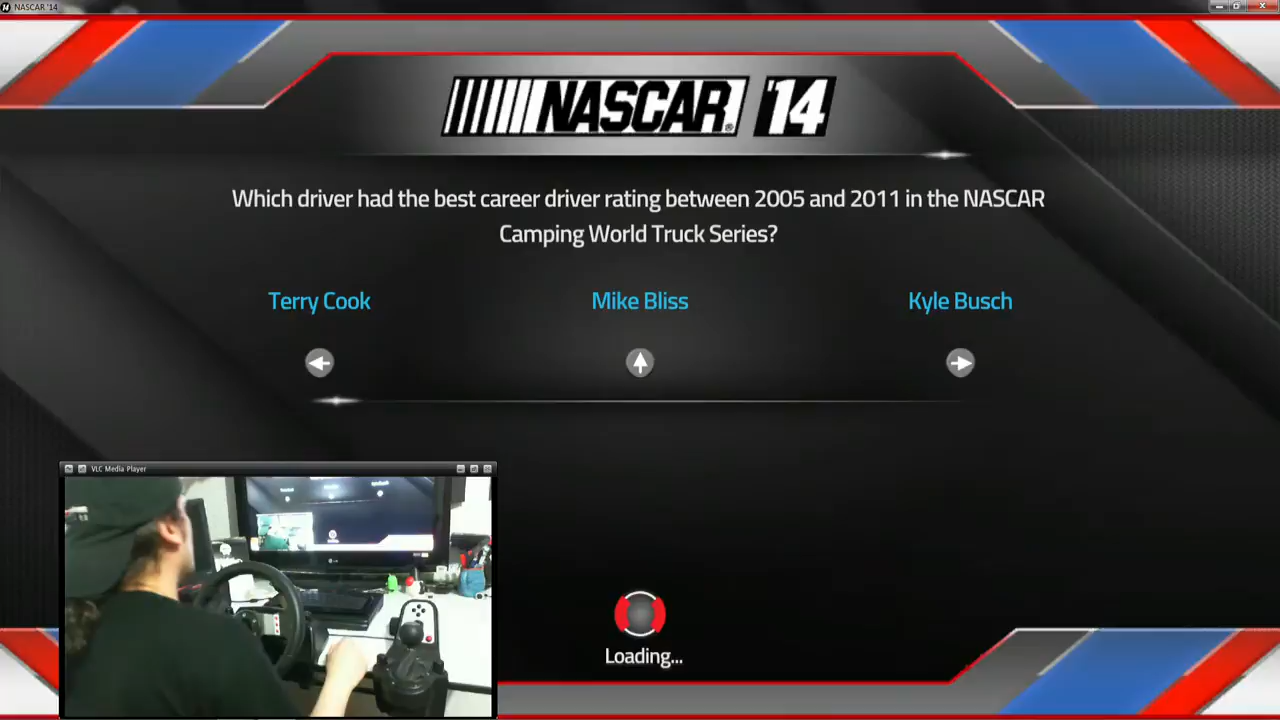 NASCAR '14
NASCAR '14
Which driver had the best career driver rating between 2005 and 2011 in the NASCAR
Camping World Truck Series?
Terry Cook
Mike Bliss
Kyle Busch
VLC Media Player
Loading...